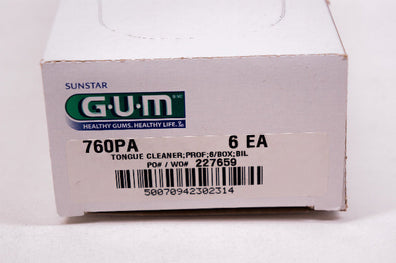 SUNSTAR
G·U·M
HEALTHY GUMS. HEALTHY LIFE.
760PA 6 EA
TONGUE CLEANER;PROF;6/BOX;BIL
PO# / WO# 227659
50070942302314